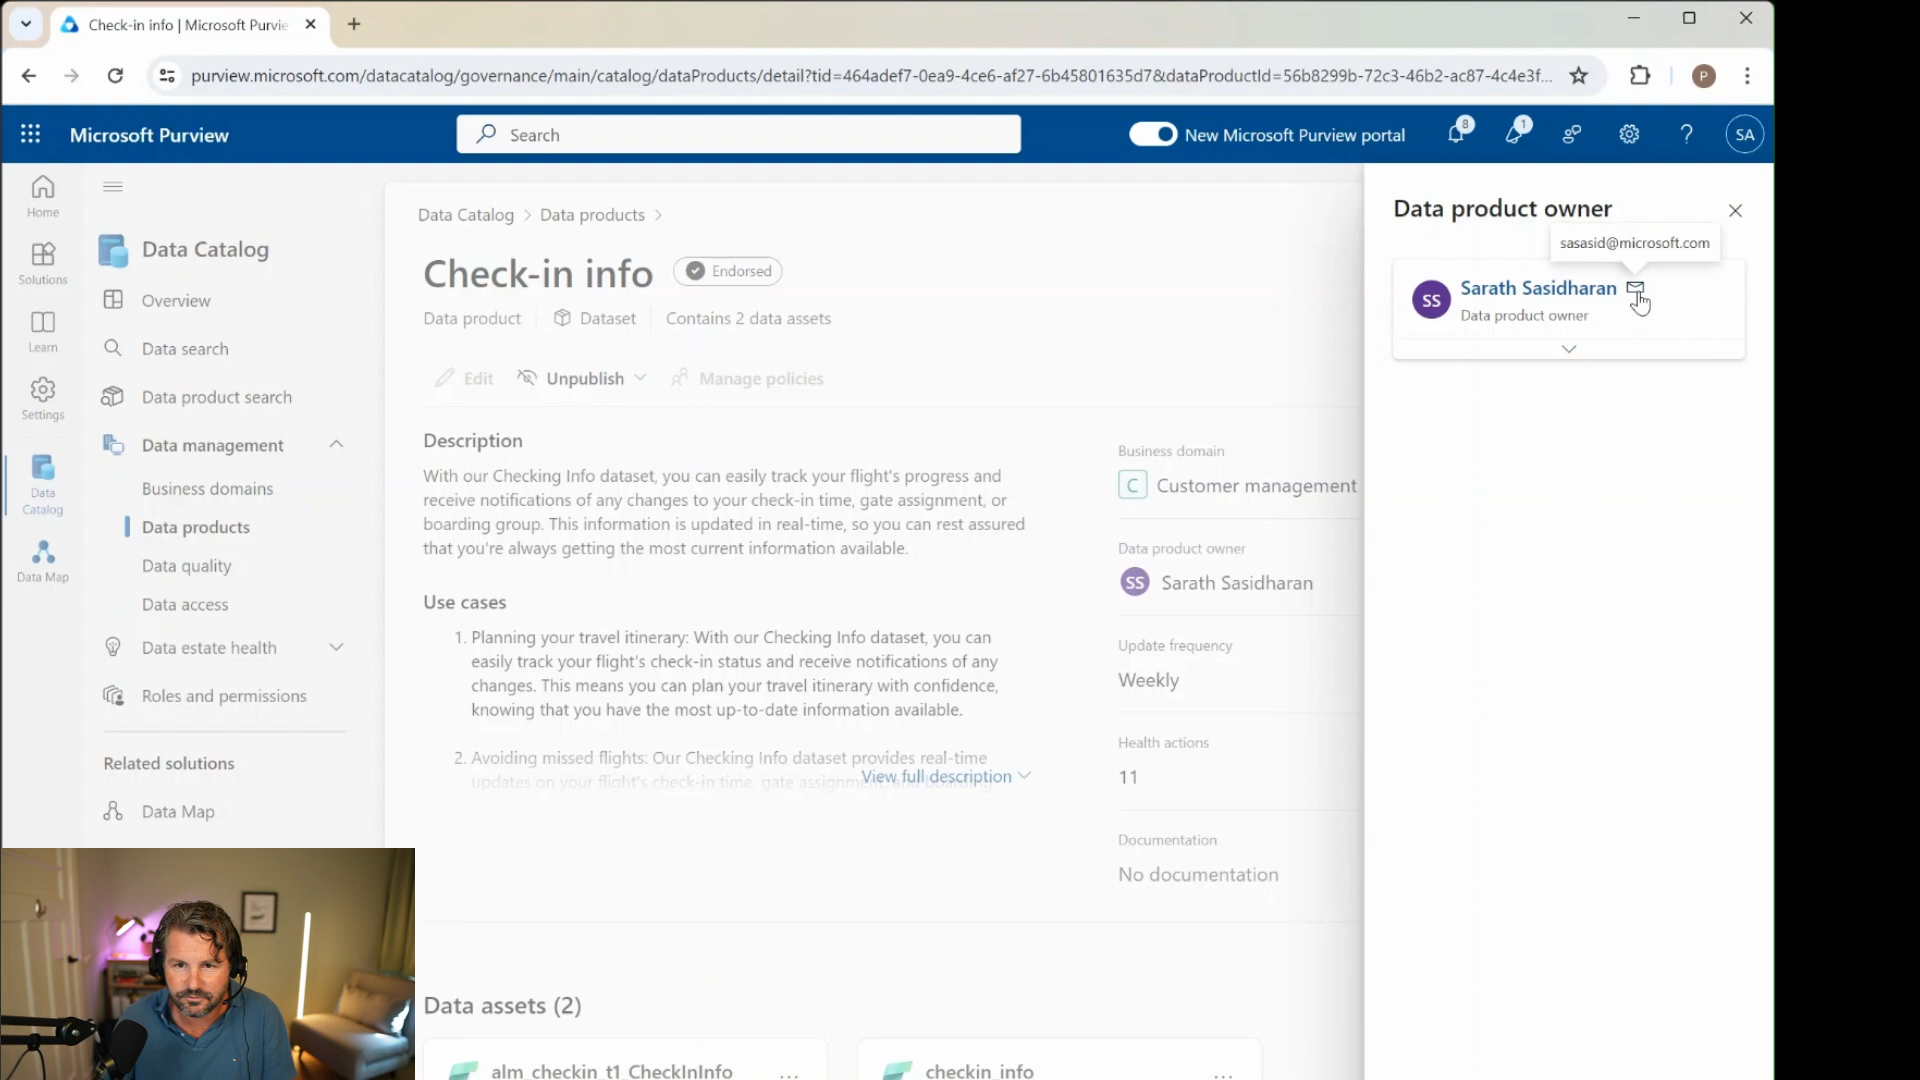 Check-in info | Microsoft Purvie
purview.microsoft.com/datacatalog/governance/main/catalog/dataProducts/detail?tid=464adef7-0ea9-4ce6-af27-6b45801635d7&dataProductId=56b8299b-72c3-46b2-ac87-4c4e3f...
P
Microsoft Purview
Search
New Microsoft Purview portal
8
1
SA
Home
Solutions
Learn
Settings
Data
Catalog
Data Map
Data Catalog
Overview
Data search
Data product search
Data management
Business domains
Data products
Data quality
Data access
Data estate health
Roles and permissions
Related solutions
Data Map
Data Catalog > Data products >
Check-in info
Endorsed
Data product
Dataset
Contains 2 data assets
Edit
Unpublish
Manage policies
Description
With our Checking Info dataset, you can easily track your flight's progress and
receive notifications of any changes to your check-in time, gate assignment, or
boarding group. This information is updated in real-time, so you can rest assured
that you're always getting the most current information available.
Use cases
1. Planning your travel itinerary: With our Checking Info dataset, you can
easily track your flight's check-in status and receive notifications of any
changes. This means you can plan your travel itinerary with confidence,
knowing that you have the most up-to-date information available.
2. Avoiding missed flights: Our Checking Info dataset provides real-time
updates on your flight's check-in time, gate assignment, and boarding
View full description
Business domain
C Customer management
Data product owner
SS Sarath Sasidharan
Update frequency
Weekly
Health actions
11
Documentation
No documentation
Data assets (2)
alm_checkin_t1_CheckInInfo
...
checkin_info
...
Data product owner
sasasid@microsoft.com
SS
Sarath Sasidharan
Data product owner